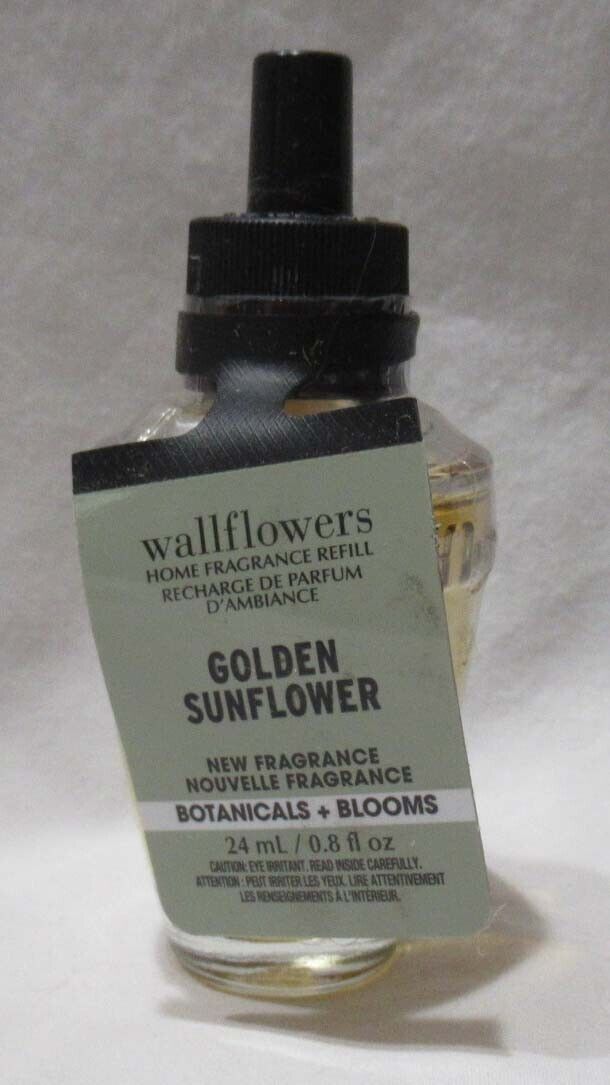 wallflowers
HOME FRAGRANCE REFILL
RECHARGE DE PARFUM
D'AMBIANCE
GOLDEN
SUNFLOWER
NEW FRAGRANCE
NOUVELLE FRAGRANCE
BOTANICALS + BLOOMS
24 mL / 0.8 fl oz
CAUTION: EYE IRRITANT. READ INSIDE CAREFULLY.
ATTENTION : PEUT IRRITER LES YEUX. LIRE ATTENTIVEMENT
LES RENSEIGNEMENTS À L'INTÉRIEUR.